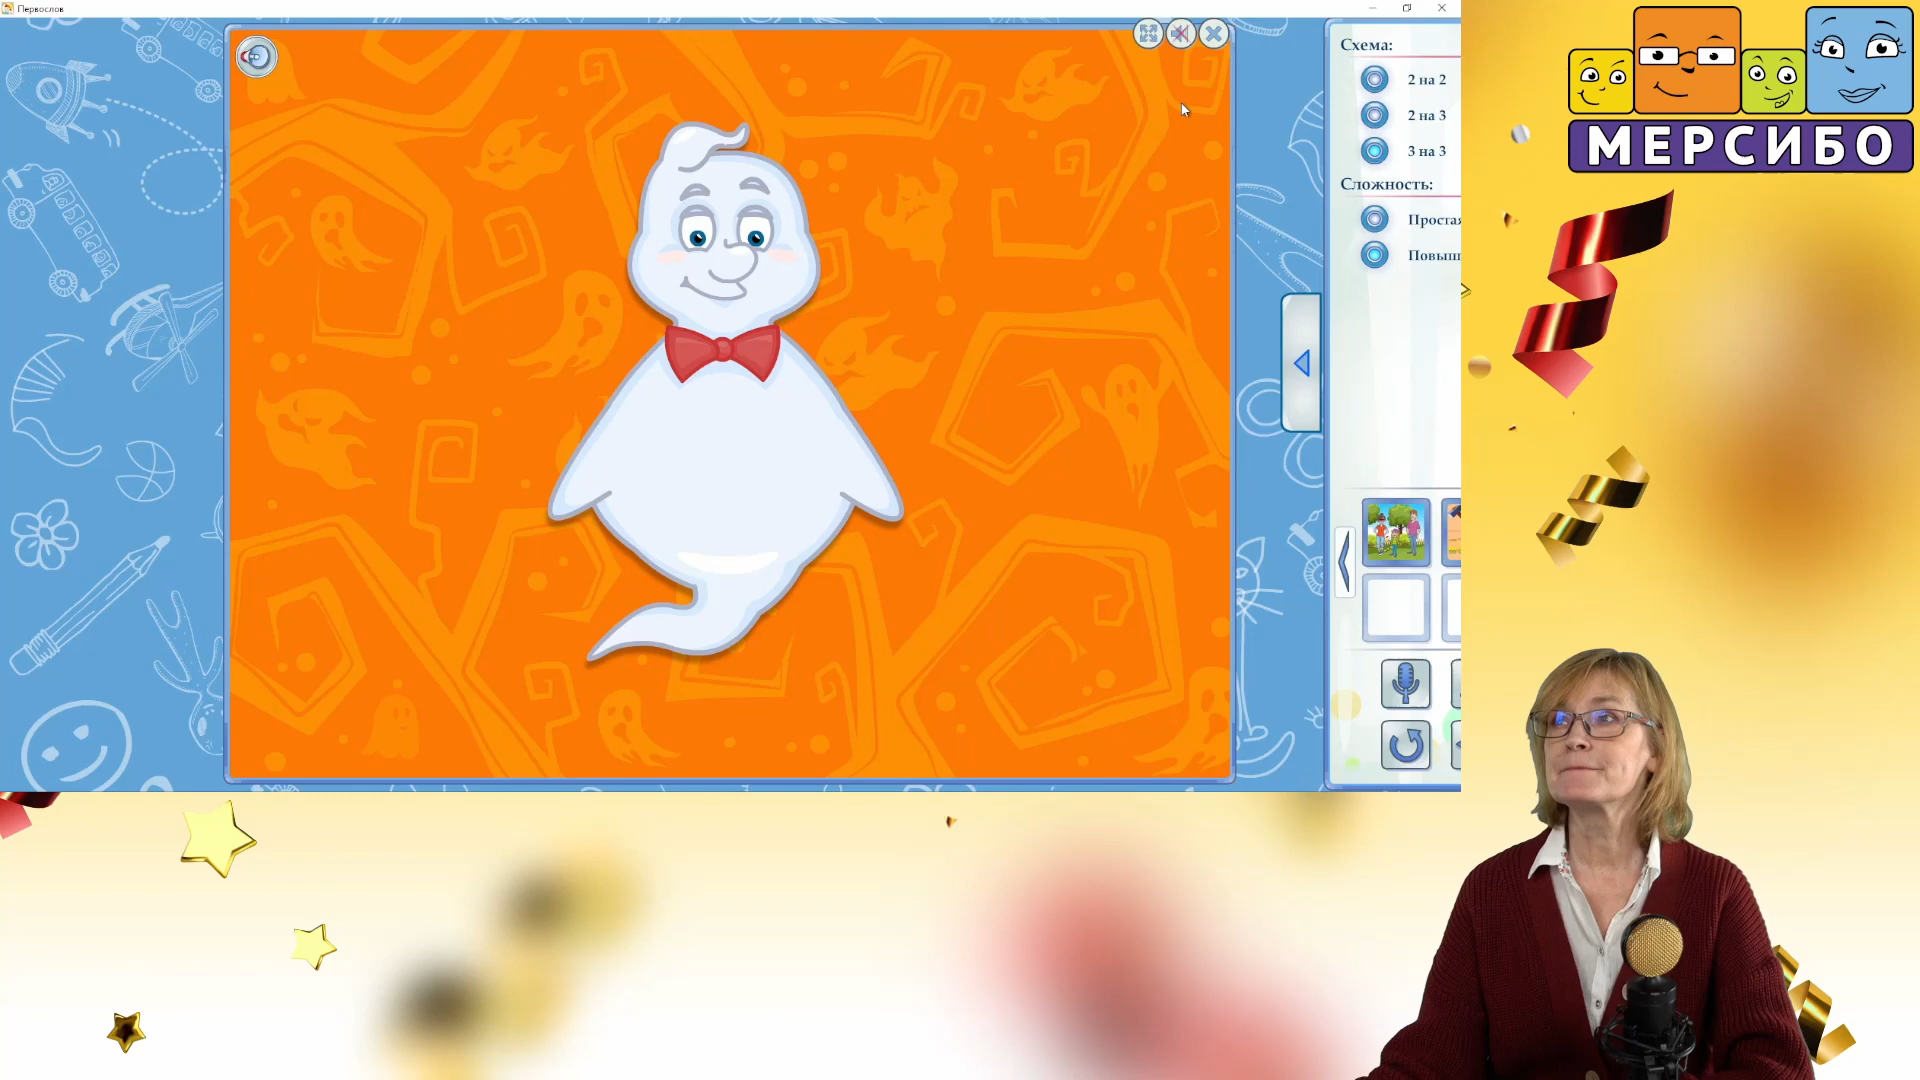 Первослов
Схема:
2 на 2
2 на 3
3 на 3
Сложность:
Простая
Повыш
МЕРСИБО